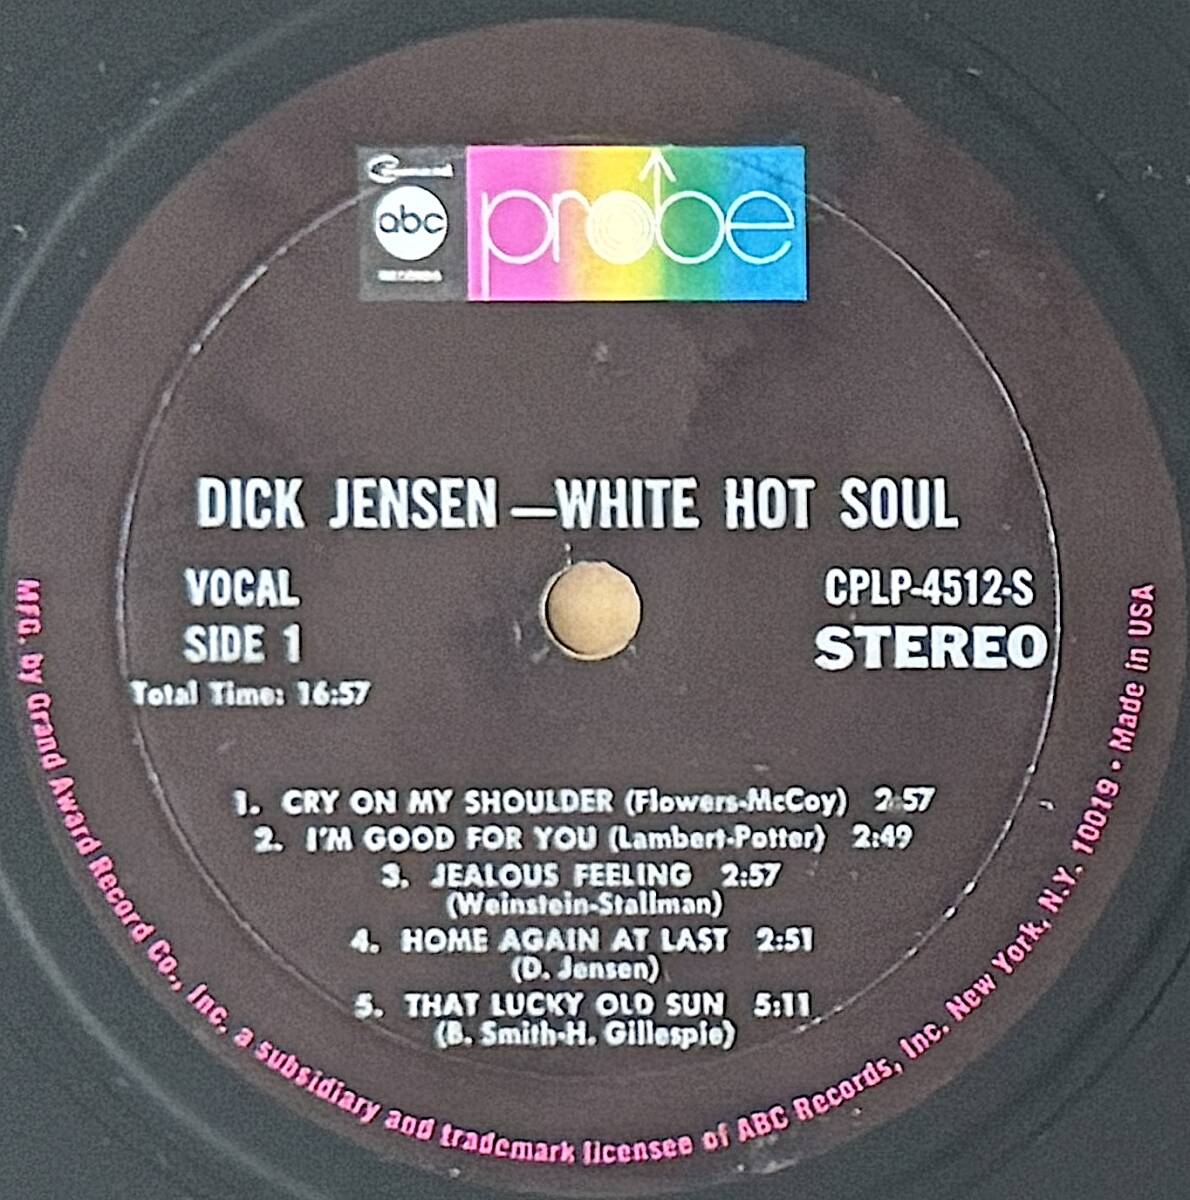 Command
abc
RECORDS
probe
DICK JENSEN—WHITE HOT SOUL
VOCAL
SIDE 1
Total Time: 16:57
CPLP-4512-S
STEREO
1. CRY ON MY SHOULDER (Flowers-McCoy) 2:57
2. I'M GOOD FOR YOU (Lambert-Potter) 2:49
3. JEALOUS FEELING 2:57
(Weinstein-Stallman)
4. HOME AGAIN AT LAST 2:51
(D. Jensen)
5. THAT LUCKY OLD SUN 5:11
(B. Smith-H. Gillespie)
MFG. by Grand Award Record Co., Inc. a subsidiary and trademark licensee of ABC Records, Inc. New York, N.Y. 10019 • Made in USA